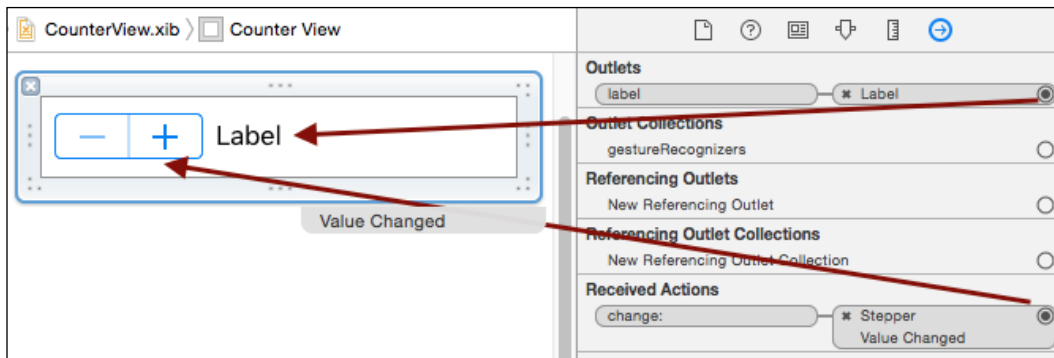 CounterView.xib 〉 Counter View
Label
Value Changed
Outlets
label × Label
Outlet Collections
gestureRecognizers
Referencing Outlets
New Referencing Outlet
Referencing Outlet Collections
New Referencing Outlet Collection
Received Actions
change: × Stepper
Value Changed